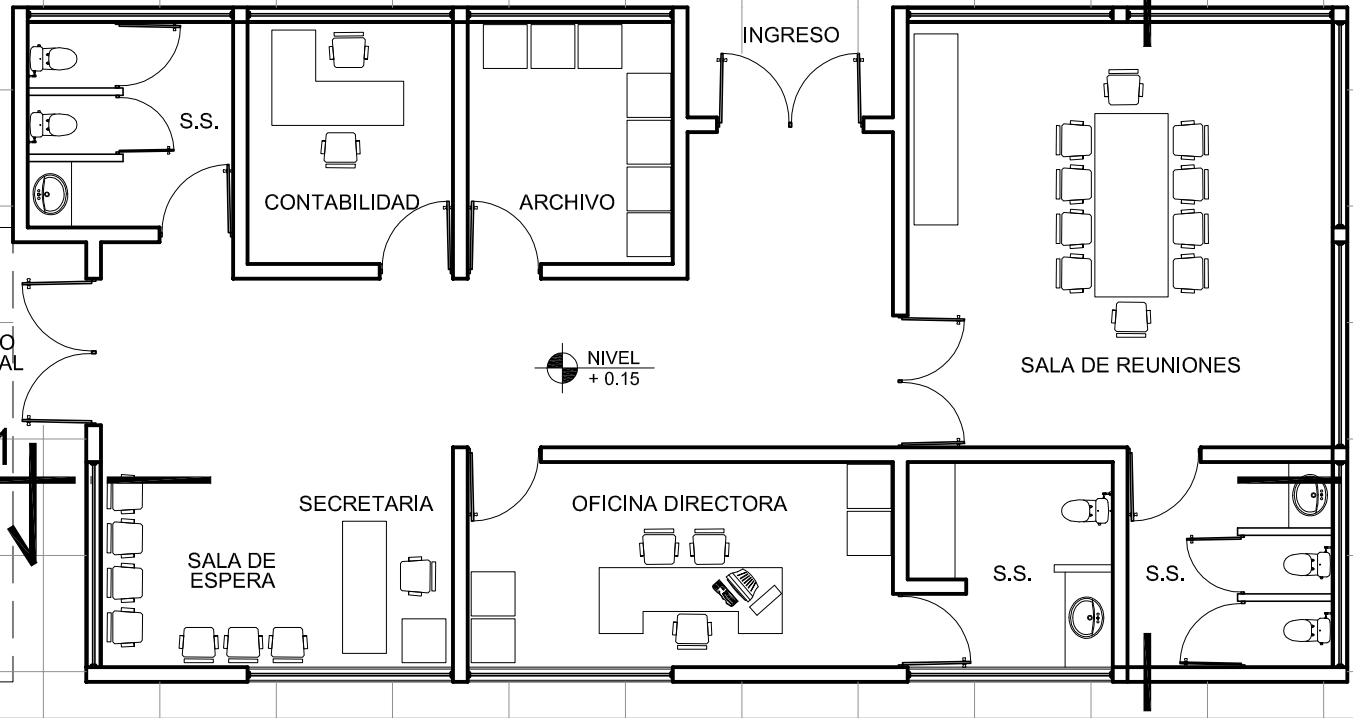 INGRESO
S.S.
CONTABILIDAD
ARCHIVO
NIVEL
+ 0.15
SALA DE REUNIONES
SECRETARIA
OFICINA DIRECTORA
SALA DE
ESPERA
S.S.
S.S.